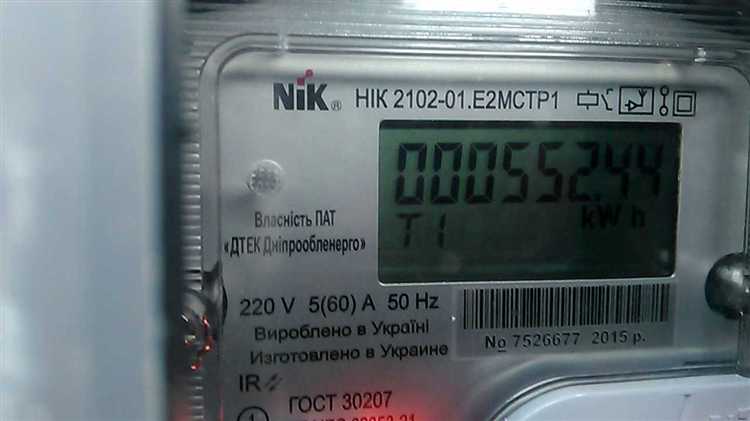 NiK® НІК 2102-01.Е2МСТР1
00055244
T1 kW h
Власність ПАТ
«ДТЕК Дніпрообленерго»
220 V 5(60) A 50 Hz
Вироблено в Україні
Изготовлено в Украине
№ 7526677 2015 р.
IR
ГОСТ 30207